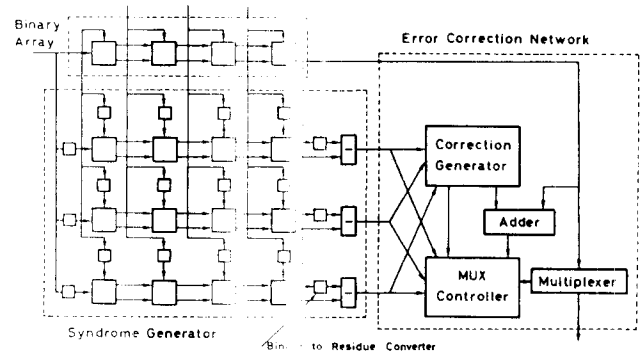 Binary
Array
Error Correction Network
Correction
Generator
Adder
MUX
Controller
Multiplexer
Syndrome Generator
to Residue Converter